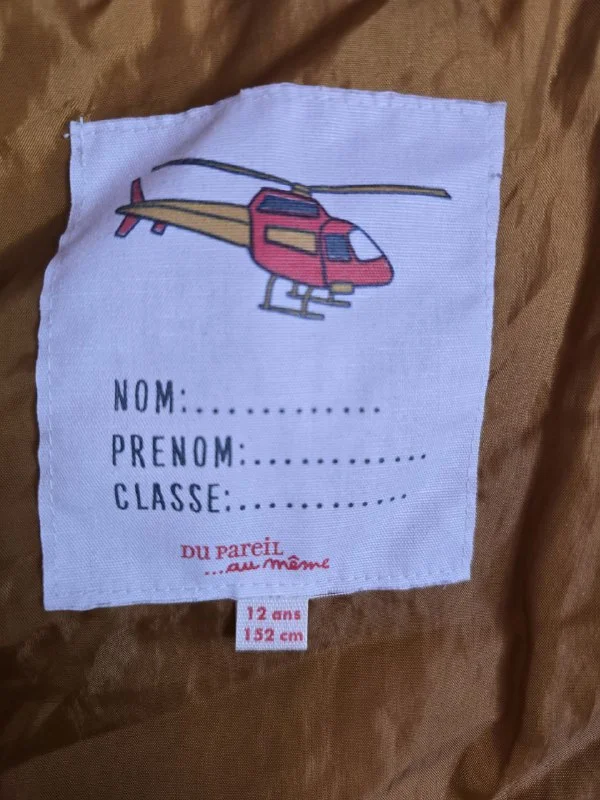 NOM:.............
PRENOM:.............
CLASSE:.............
DU PAREIL
...au même
12 ans
152 cm